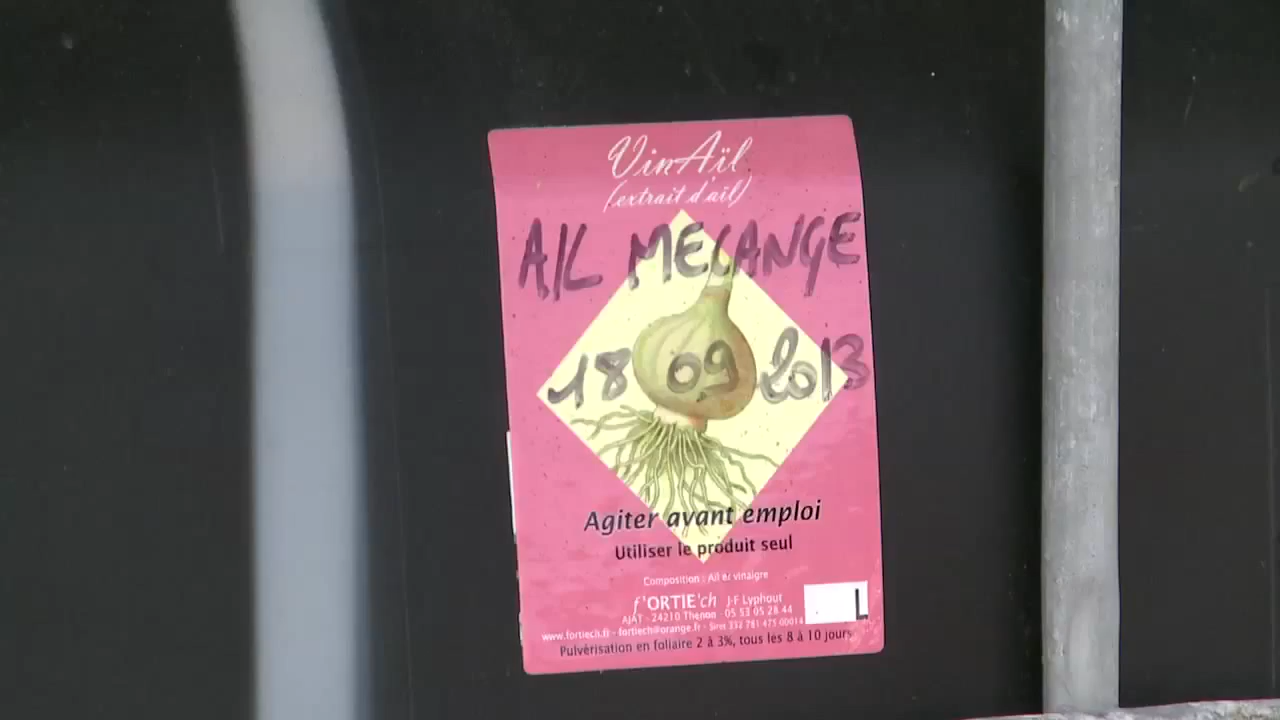 VinAïl
(extrait d'aïl)
AIL MELANGE
18 09 2013
Agiter avant emploi
Utiliser le produit seul
Composition : Ail et vinaigre
f'ORTIE'ch J-F Lyphout
AJAT - 24210 Thenon - 05 53 05 28 44
www.fortiech.fr - fortiech@orange.fr - Siret 332 781 475 00014
L
Pulvérisation en foliaire 2 à 3%, tous les 8 à 10 jours